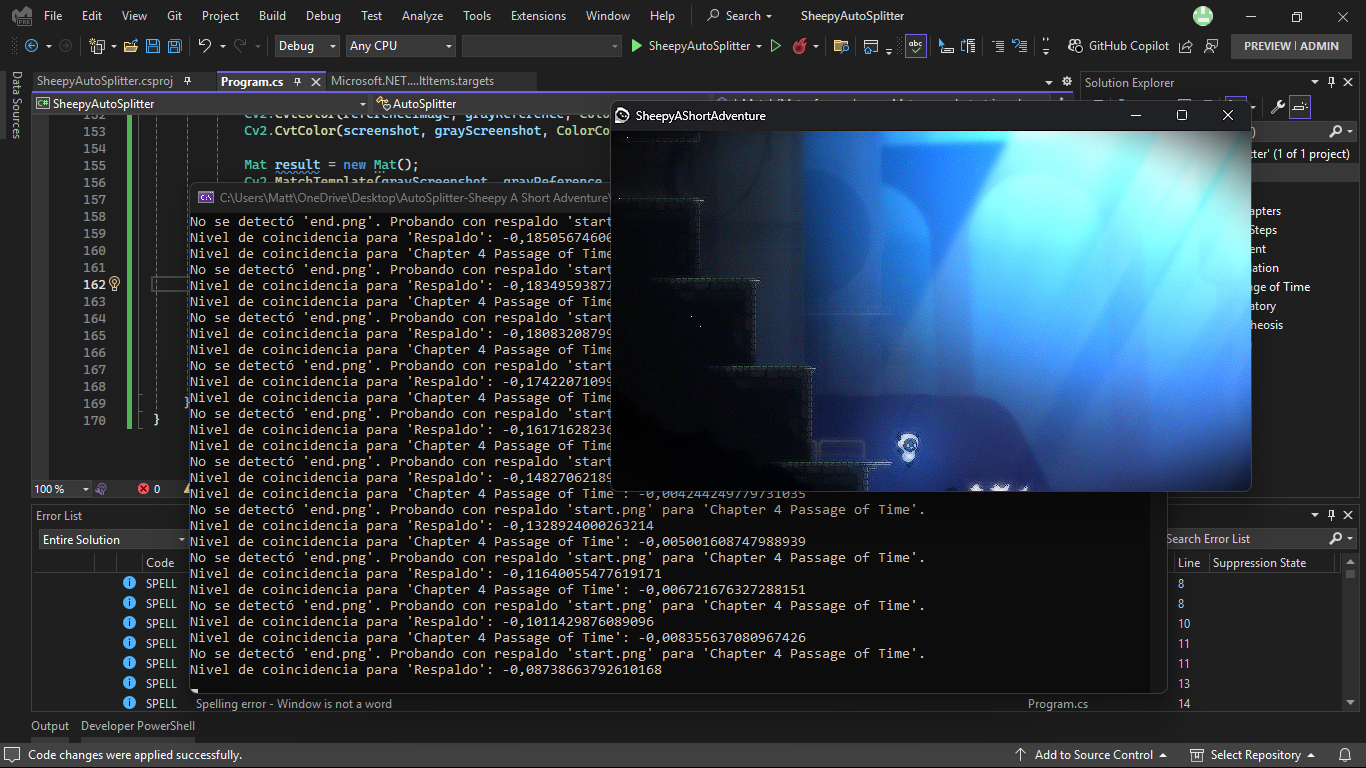 File Edit View Git Project Build Debug Test Analyze Tools Extensions Window Help Search SheepyAutoSplitter
Debug Any CPU SheepyAutoSplitter GitHub Copilot PREVIEW | ADMIN
Data Sources
SheepyAutoSplitter.csproj Program.cs Microsoft.NET....ltItems.targets
Solution Explorer
SheepyAutoSplitter AutoSplitter
SheepyAShortAdventure
153 Cv2.CvtColor(screenshot, grayScreenshot, ColorCo
tter' (1 of 1 project)
154
155 Mat result = new Mat();
156 Cv2.MatchTemplate(grayScreenshot, grayReference,
157
158
159
160
161
162
163
164
165
166
167
168
169 }
170 }
apters
Steps
ent
ation
ge of Time
atory
heosis
C:\Users\Matt\OneDrive\Desktop\AutoSplitter-Sheepy A Short Adventure\
No se detectó 'end.png'. Probando con respaldo 'start
Nivel de coincidencia para 'Respaldo': -0,18505674600
Nivel de coincidencia para 'Chapter 4 Passage of Time
No se detectó 'end.png'. Probando con respaldo 'start
Nivel de coincidencia para 'Respaldo': -0,18349593877
Nivel de coincidencia para 'Chapter 4 Passage of Time
No se detectó 'end.png'. Probando con respaldo 'start
Nivel de coincidencia para 'Respaldo': -0,18083208799
Nivel de coincidencia para 'Chapter 4 Passage of Time
No se detectó 'end.png'. Probando con respaldo 'start
Nivel de coincidencia para 'Respaldo': -0,17422071099
Nivel de coincidencia para 'Chapter 4 Passage of Time
No se detectó 'end.png'. Probando con respaldo 'start
Nivel de coincidencia para 'Respaldo': -0,16171628236
Nivel de coincidencia para 'Chapter 4 Passage of Time
No se detectó 'end.png'. Probando con respaldo 'start
Nivel de coincidencia para 'Respaldo': -0,14827062189
Nivel de coincidencia para 'Chapter 4 Passage of Time': -0,004244249779731035
No se detectó 'end.png'. Probando con respaldo 'start.png' para 'Chapter 4 Passage of Time'.
Nivel de coincidencia para 'Respaldo': -0,1328924000263214
Nivel de coincidencia para 'Chapter 4 Passage of Time': -0,005001608747988939
No se detectó 'end.png'. Probando con respaldo 'start.png' para 'Chapter 4 Passage of Time'.
Nivel de coincidencia para 'Respaldo': -0,11640055477619171
Nivel de coincidencia para 'Chapter 4 Passage of Time': -0,006721676327288151
No se detectó 'end.png'. Probando con respaldo 'start.png' para 'Chapter 4 Passage of Time'.
Nivel de coincidencia para 'Respaldo': -0,1011429876089096
Nivel de coincidencia para 'Chapter 4 Passage of Time': -0,008355637080967426
No se detectó 'end.png'. Probando con respaldo 'start.png' para 'Chapter 4 Passage of Time'.
Nivel de coincidencia para 'Respaldo': -0,08738663792610168
100 % 0
Error List
Entire Solution
Search Error List
Code
Line Suppression State
SPELL 8
SPELL 8
SPELL 10
SPELL 11
SPELL 11
SPELL 13
SPELL Spelling error - Window is not a word Program.cs 14
Output Developer PowerShell
Code changes were applied successfully. Add to Source Control Select Repository